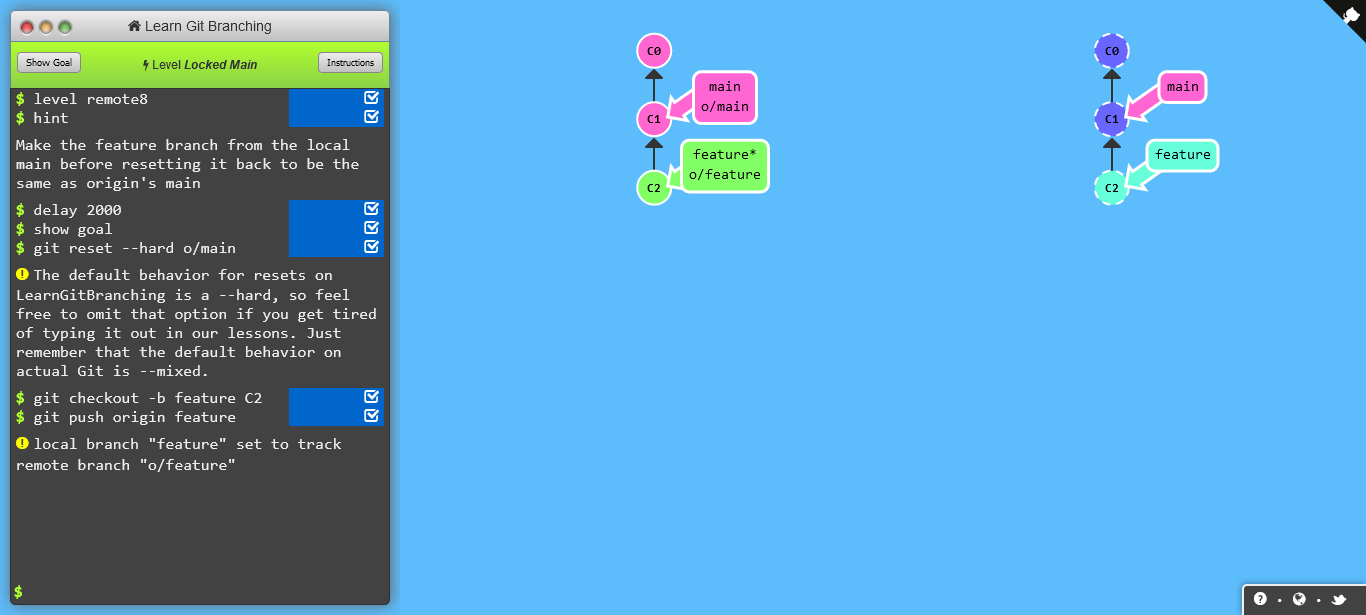 Learn Git Branching
Show Goal
Level Locked Main
Instructions
$ level remote8
$ hint
Make the feature branch from the local
main before resetting it back to be the
same as origin's main
$ delay 2000
$ show goal
$ git reset --hard o/main
The default behavior for resets on
LearnGitBranching is a --hard, so feel
free to omit that option if you get tired
of typing it out in our lessons. Just
remember that the default behavior on
actual Git is --mixed.
$ git checkout -b feature C2
$ git push origin feature
local branch "feature" set to track
remote branch "o/feature"
$
C0
main
o/main
C1
feature*
o/feature
C2
C0
main
C1
feature
C2